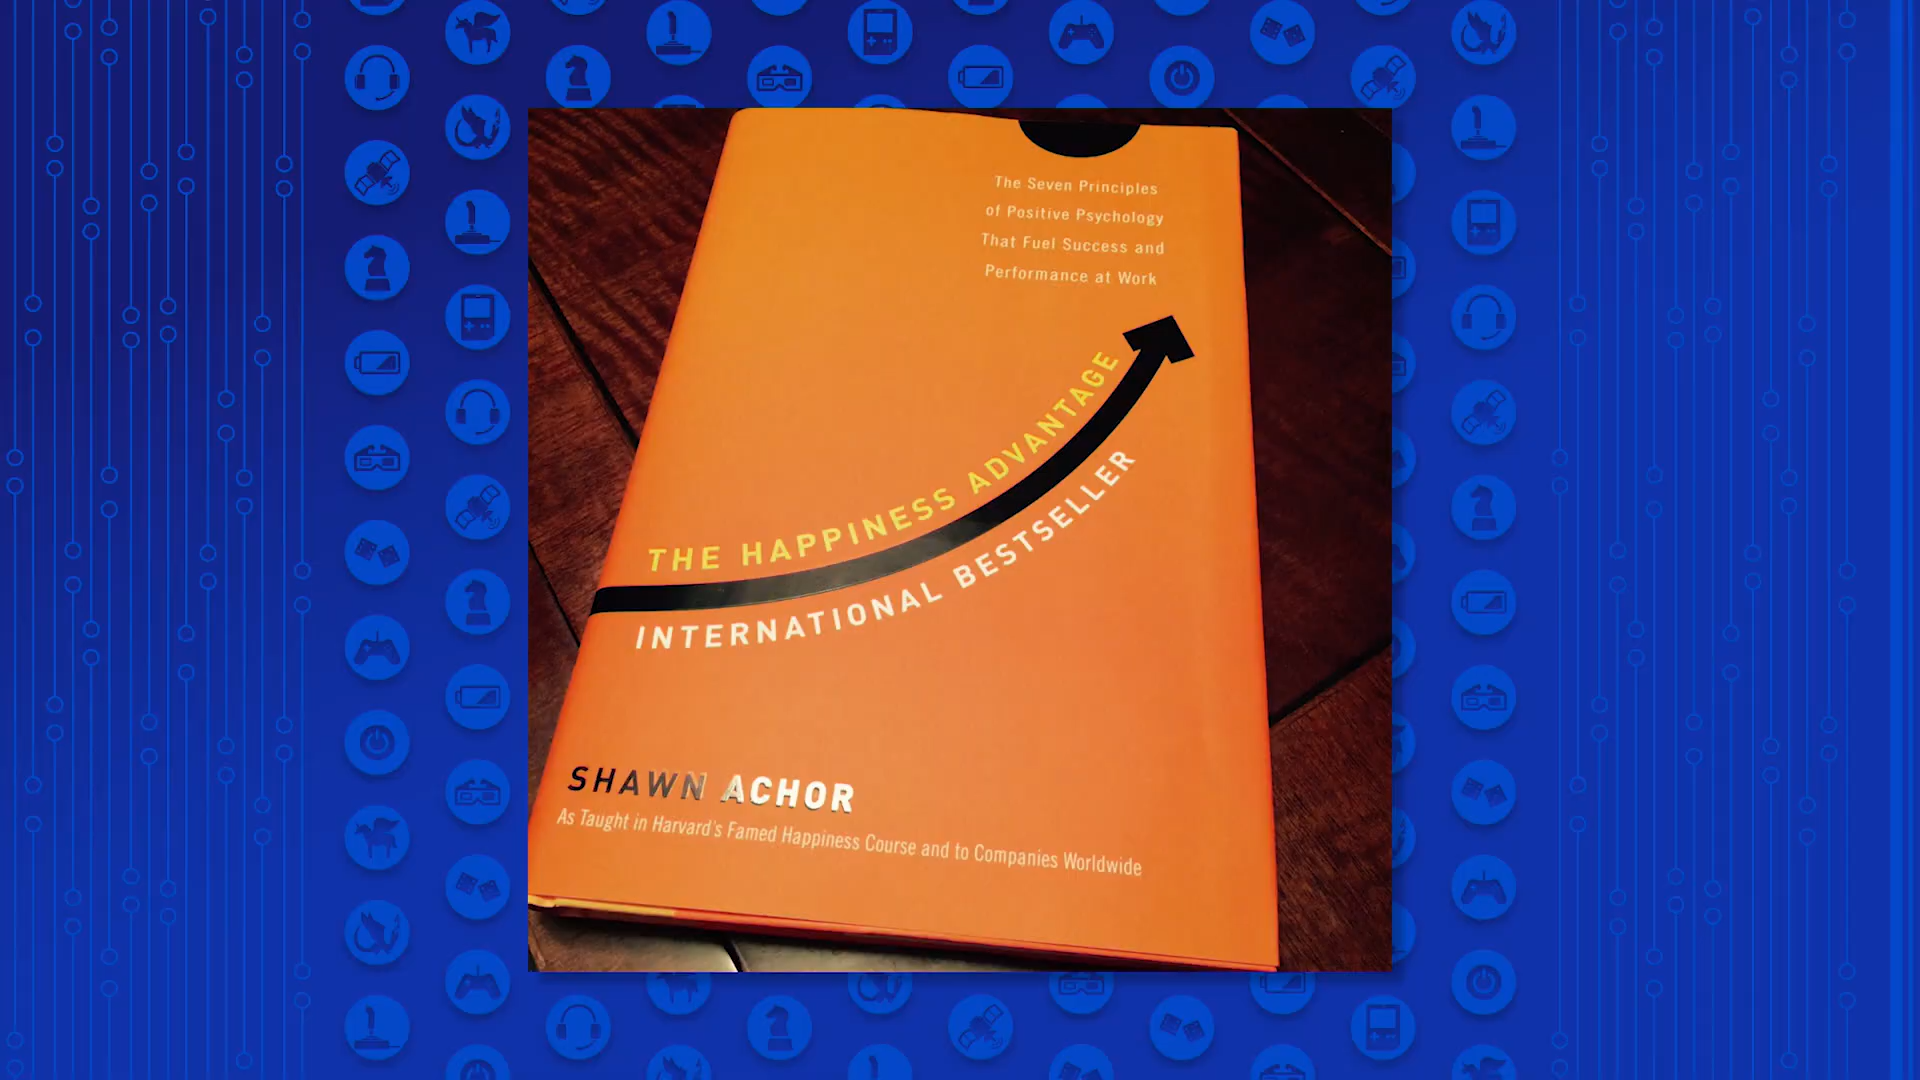 The Seven Principles
of Positive Psychology
That Fuel Success and
Performance at Work
THE HAPPINESS ADVANTAGE
INTERNATIONAL BESTSELLER
SHAWN ACHOR
As Taught in Harvard's Famed Happiness Course and to Companies Worldwide